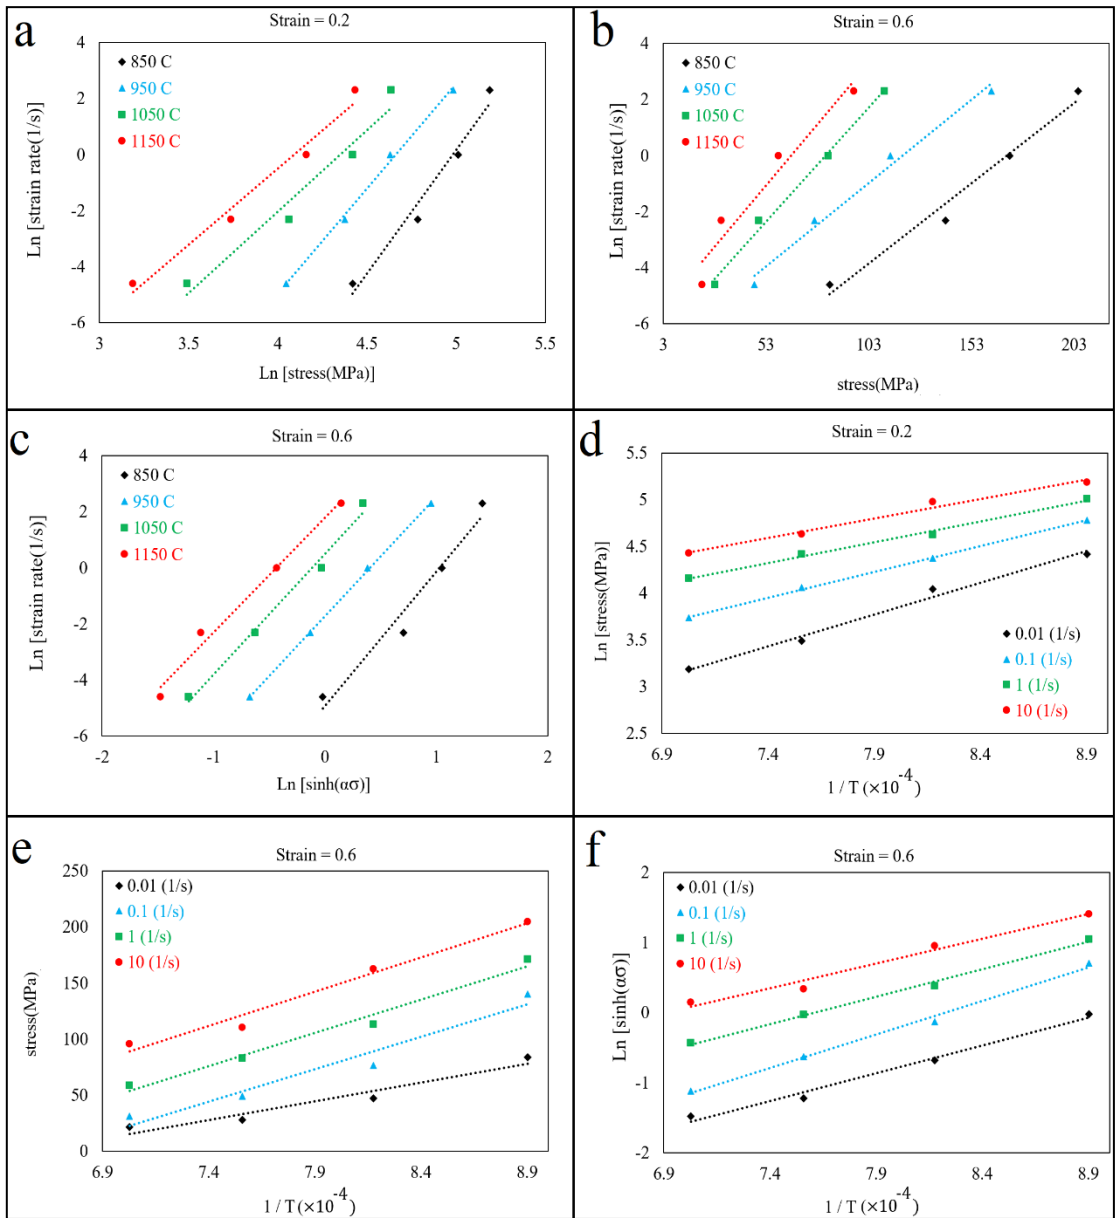 a
Strain = 0.2
4
2
0
-2
-4
-6
Ln [strain rate(1/s)]
850 C
950 C
1050 C
1150 C
3
3.5
4
4.5
5
5.5
Ln [stress(MPa)]
b
Strain = 0.6
4
2
0
-2
-4
-6
Ln [strain rate(1/s)]
850 C
950 C
1050 C
1150 C
3
53
103
153
203
stress(MPa)
c
Strain = 0.6
4
2
0
-2
-4
-6
Ln [strain rate(1/s)]
850 C
950 C
1050 C
1150 C
-2
-1
0
1
2
Ln [sinh(ασ)]
d
Strain = 0.2
5.5
5
4.5
4
3.5
3
2.5
Ln [stress(MPa)]
0.01 (1/s)
0.1 (1/s)
1 (1/s)
10 (1/s)
6.9
7.4
7.9
8.4
8.9
1 / T (×10⁻⁴)
e
Strain = 0.6
250
200
150
100
50
0
stress(MPa)
0.01 (1/s)
0.1 (1/s)
1 (1/s)
10 (1/s)
6.9
7.4
7.9
8.4
8.9
1 / T (×10⁻⁴)
f
Strain = 0.6
2
1
0
-1
-2
Ln [sinh(ασ)]
0.01 (1/s)
0.1 (1/s)
1 (1/s)
10 (1/s)
6.9
7.4
7.9
8.4
8.9
1 / T (×10⁻⁴)